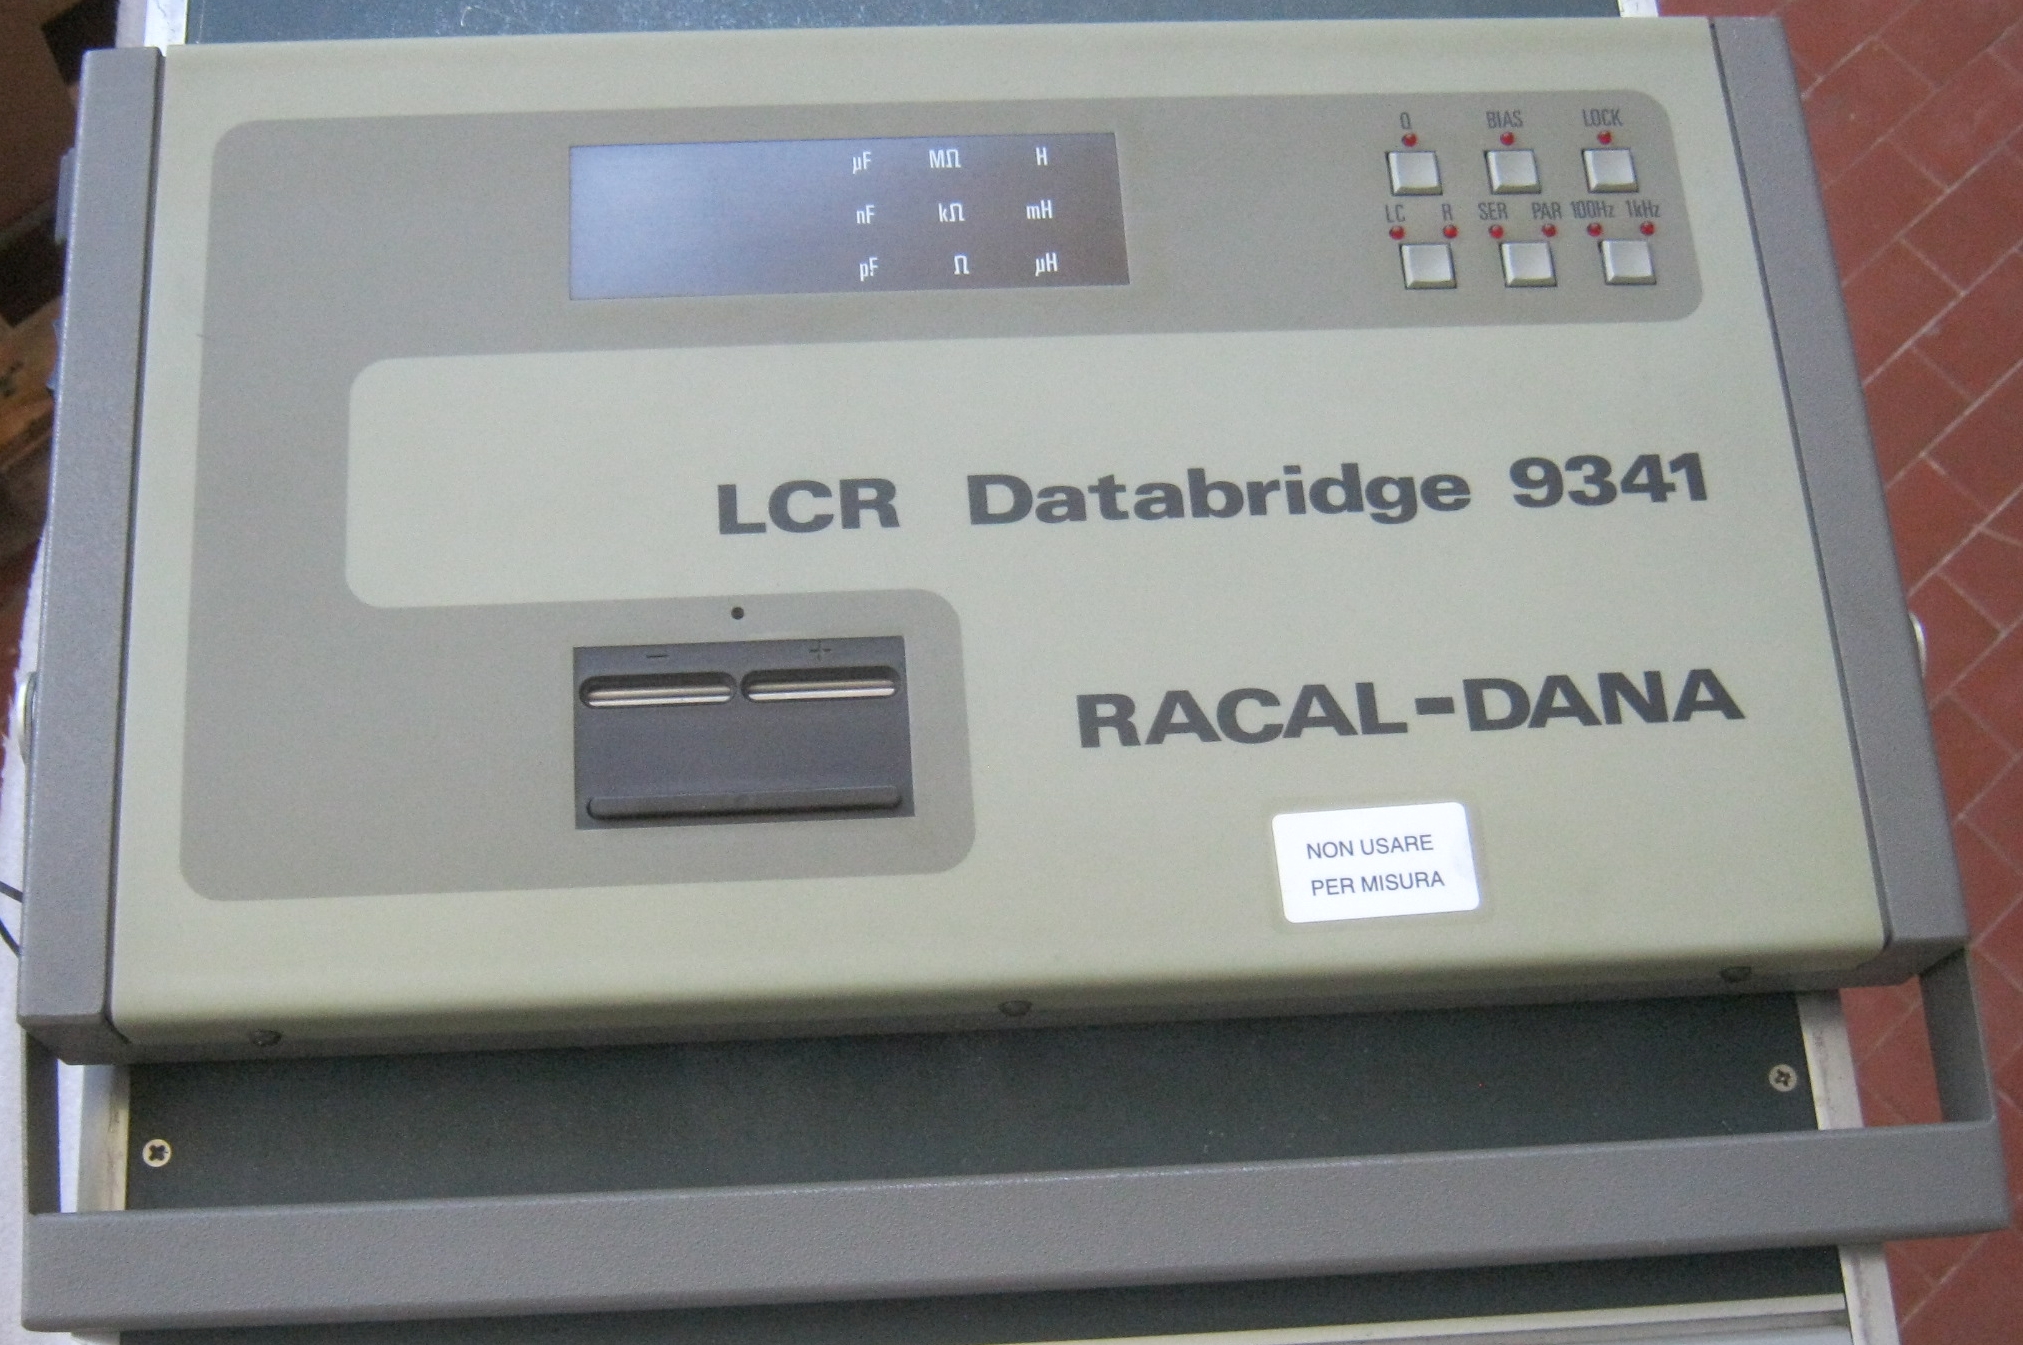 Q BIAS LOCK
µF MΩ H
LC R SER PAR 100Hz 1kHz
nF kΩ mH
pF Ω µH
LCR Databridge 9341
− +
RACAL-DANA
NON USARE
PER MISURA